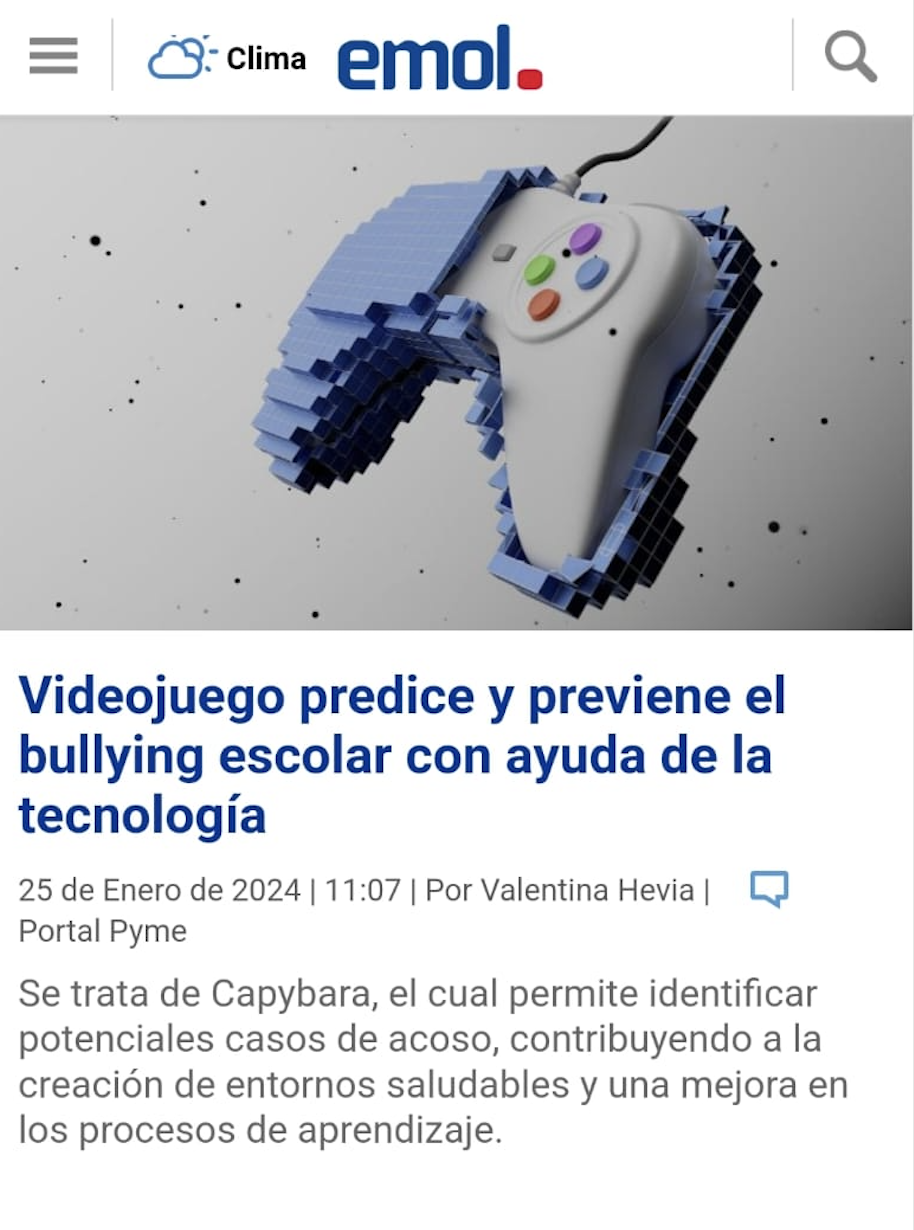 Clima
emol.
Videojuego predice y previene el
bullying escolar con ayuda de la
tecnología
25 de Enero de 2024 | 11:07 | Por Valentina Hevia |
Portal Pyme
Se trata de Capybara, el cual permite identificar
potenciales casos de acoso, contribuyendo a la
creación de entornos saludables y una mejora en
los procesos de aprendizaje.